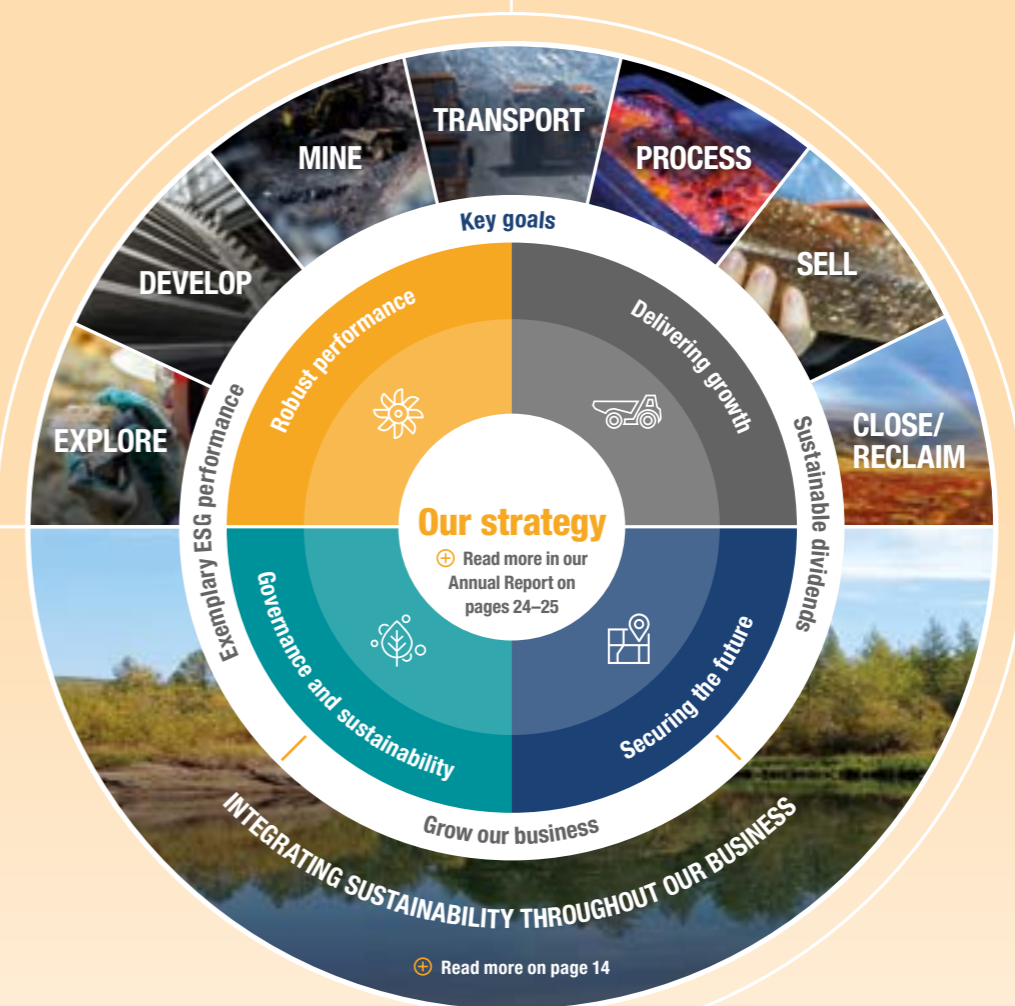 EXPLORE
DEVELOP
MINE
TRANSPORT
PROCESS
SELL
CLOSE/
RECLAIM
Key goals
Exemplary ESG performance
Sustainable dividends
Grow our business
Robust performance
Delivering growth
Governance and sustainability
Securing the future
Our strategy
Read more in our
Annual Report on
pages 24–25
INTEGRATING SUSTAINABILITY THROUGHOUT OUR BUSINESS
Read more on page 14